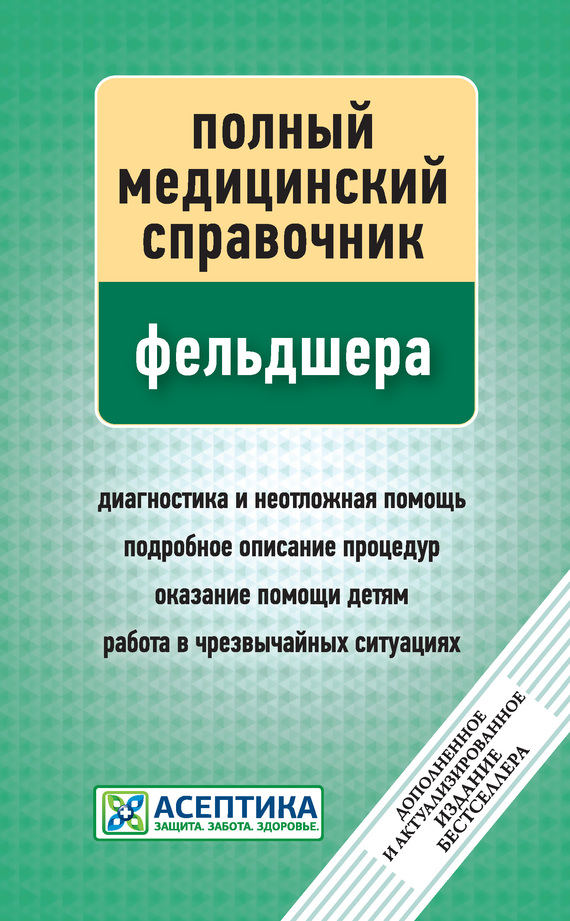 полный
медицинский
справочник
фельдшера
диагностика и неотложная помощь
подробное описание процедур
оказание помощи детям
работа в чрезвычайных ситуациях
ДОПОЛНЕННОЕ
И АКТУАЛИЗИРОВАННОЕ
ИЗДАНИЕ
БЕСТСЕЛЛЕРА
АСЕПТИКА
ЗАЩИТА. ЗАБОТА. ЗДОРОВЬЕ.